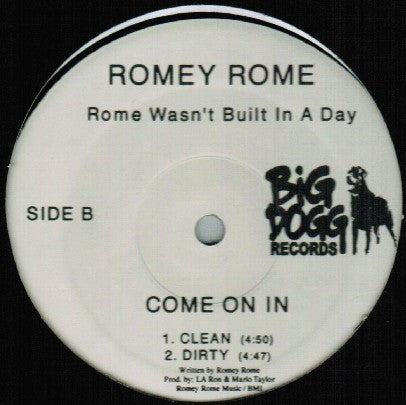 ROMEY ROME
Rome Wasn't Built In A Day
SIDE B
BiG
DOGG
RECORDS
COME ON IN
1. CLEAN (4:50)
2. DIRTY (4:47)
Written by Romey Rome
Prod. by: LA Ron & Mario Taylor
Romey Rome Music / BMI